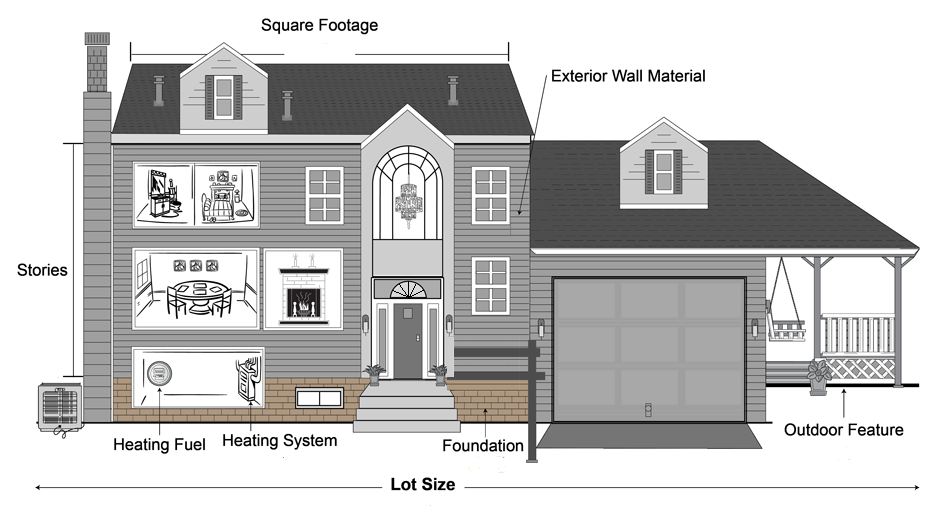 Square Footage
Exterior Wall Material
Stories
Heating Fuel
Heating System
Foundation
Outdoor Feature
Lot Size